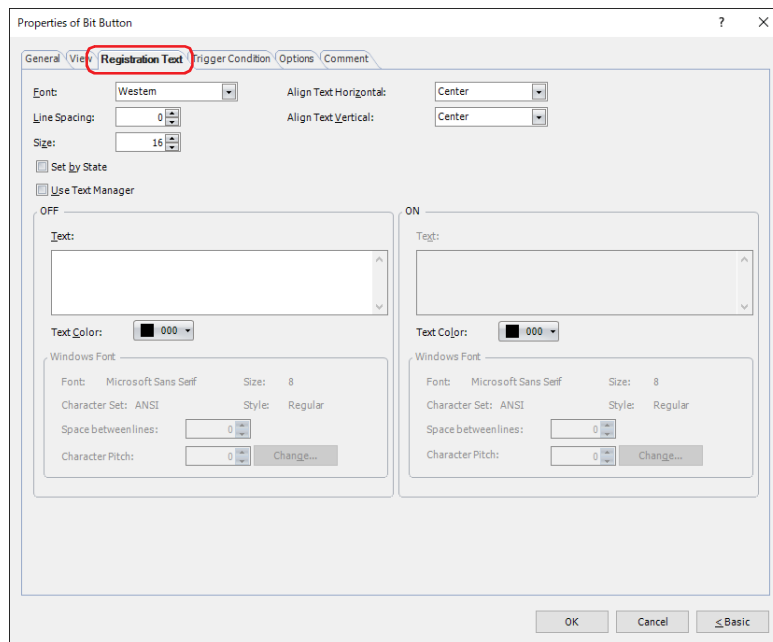 Properties of Bit Button ? X
General View Registration Text Trigger Condition Options Comment
Font: Western Align Text Horizontal: Center
Line Spacing: 0 Align Text Vertical: Center
Size: 16
Set by State
Use Text Manager
OFF ON
Text: Text:
Text Color: 000 Text Color: 000
Windows Font Windows Font
Font: Microsoft Sans Serif Size: 8 Font: Microsoft Sans Serif Size: 8
Character Set: ANSI Style: Regular Character Set: ANSI Style: Regular
Space between lines: 0 Space between lines: 0
Character Pitch: 0 Change... Character Pitch: 0 Change...
OK Cancel < Basic